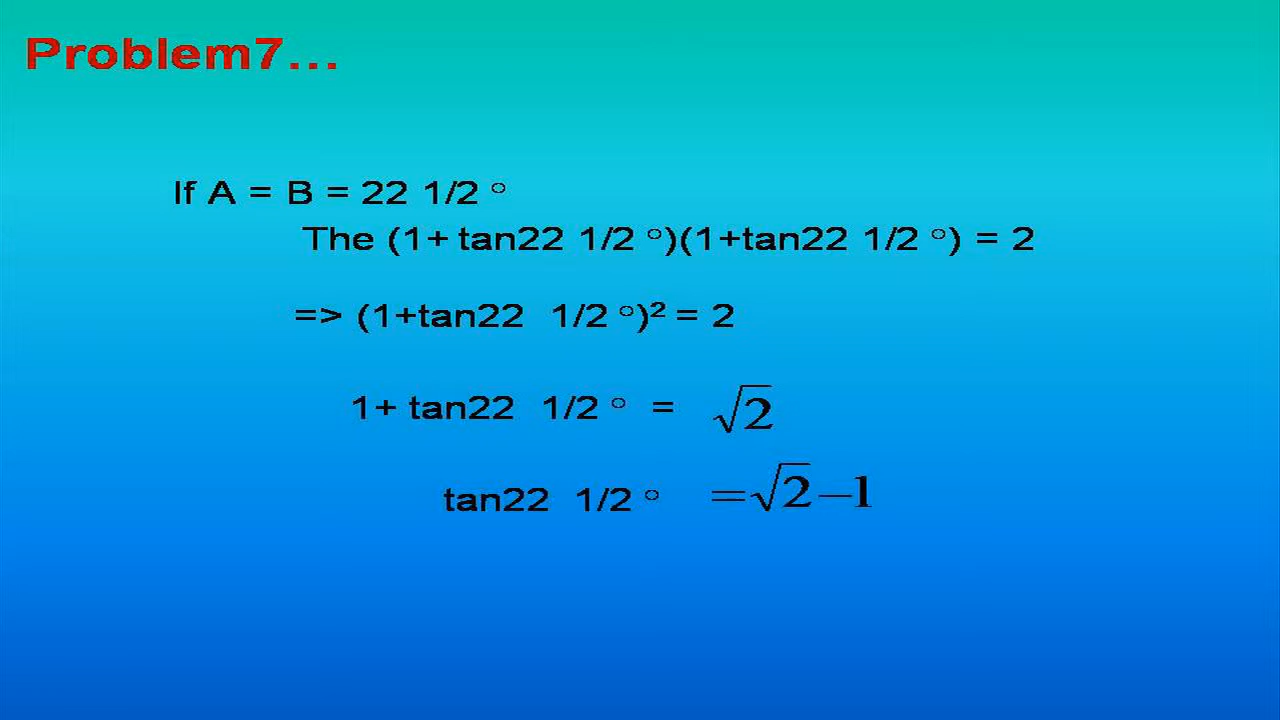 Problem7...
If A = B = 22 1/2 °
The (1+ tan22 1/2 °)(1+tan22 1/2 °) = 2
=> (1+tan22 1/2 °)² = 2
1+ tan22 1/2 ° = √2
tan22 1/2 ° = √2 – 1